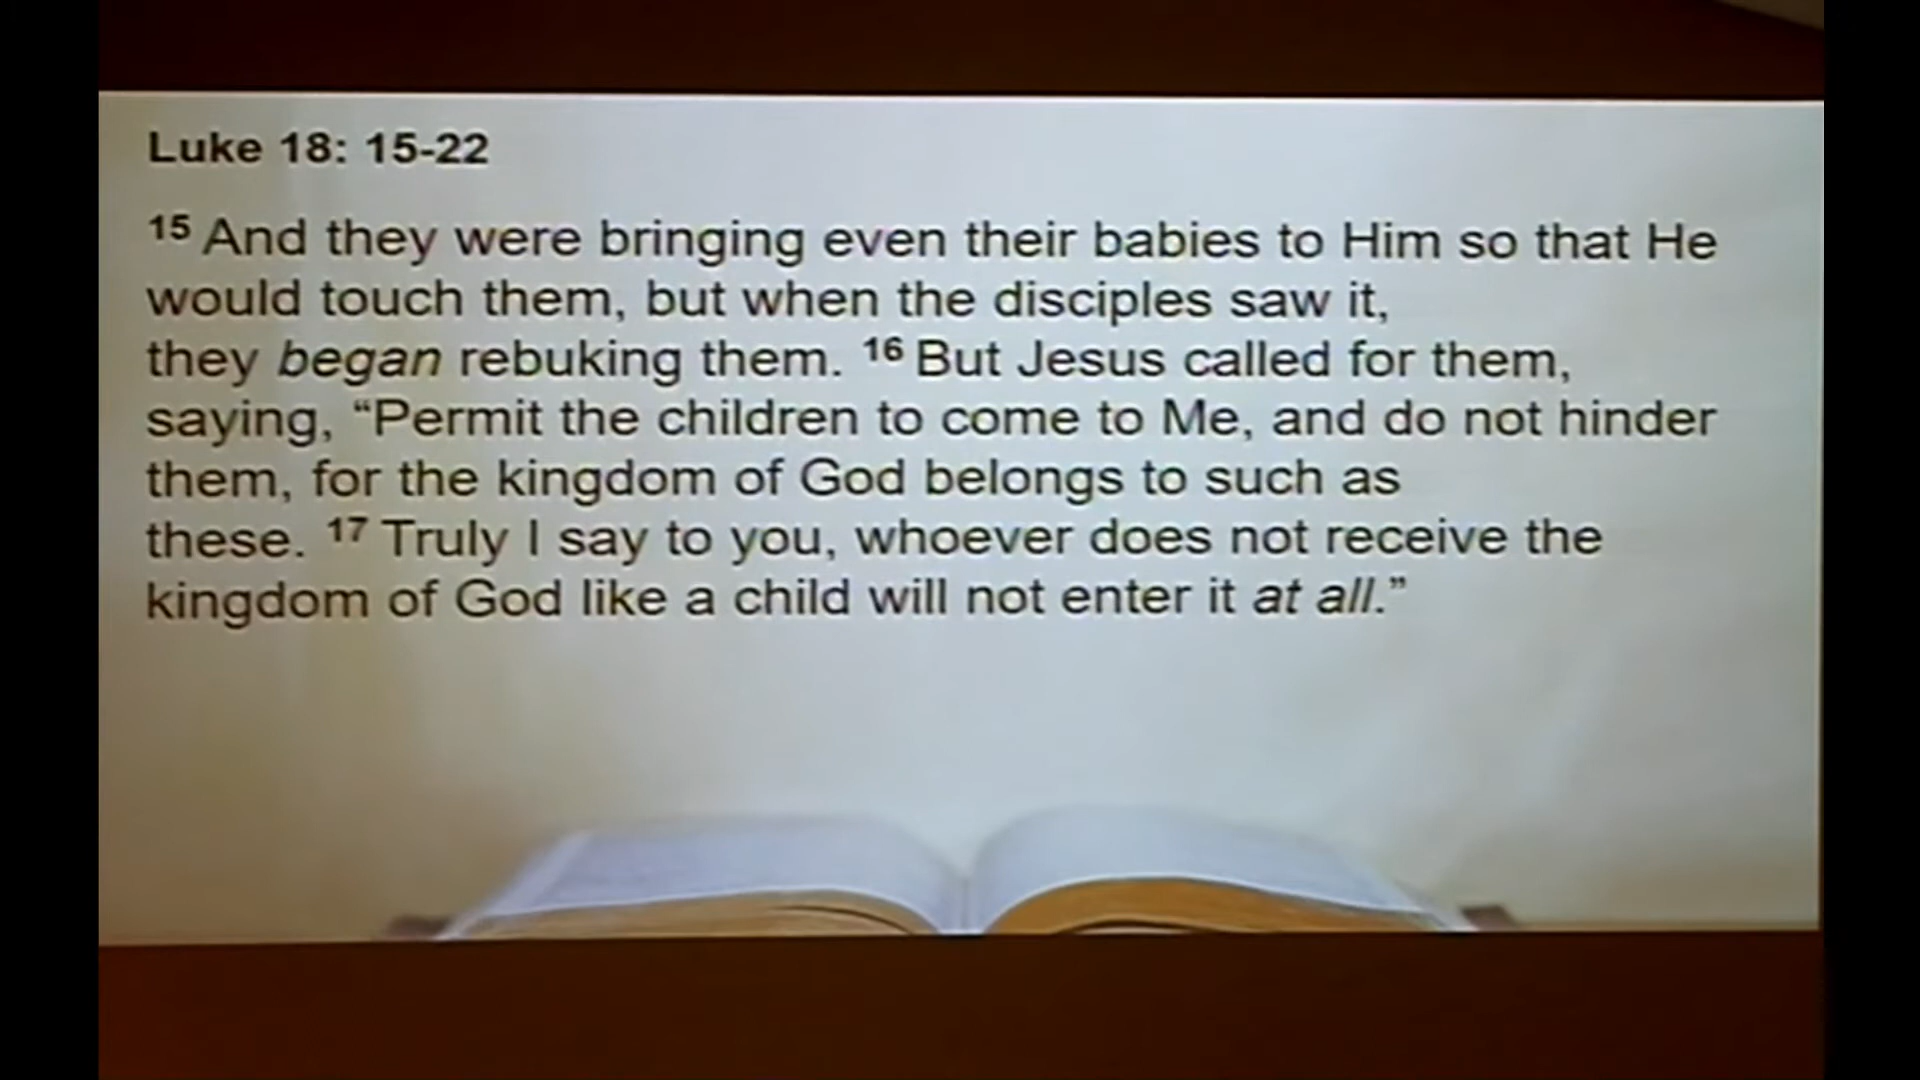 Luke 18: 15-22
15 And they were bringing even their babies to Him so that He
would touch them, but when the disciples saw it,
they began rebuking them. 16 But Jesus called for them,
saying, “Permit the children to come to Me, and do not hinder
them, for the kingdom of God belongs to such as
these. 17 Truly I say to you, whoever does not receive the
kingdom of God like a child will not enter it at all.”